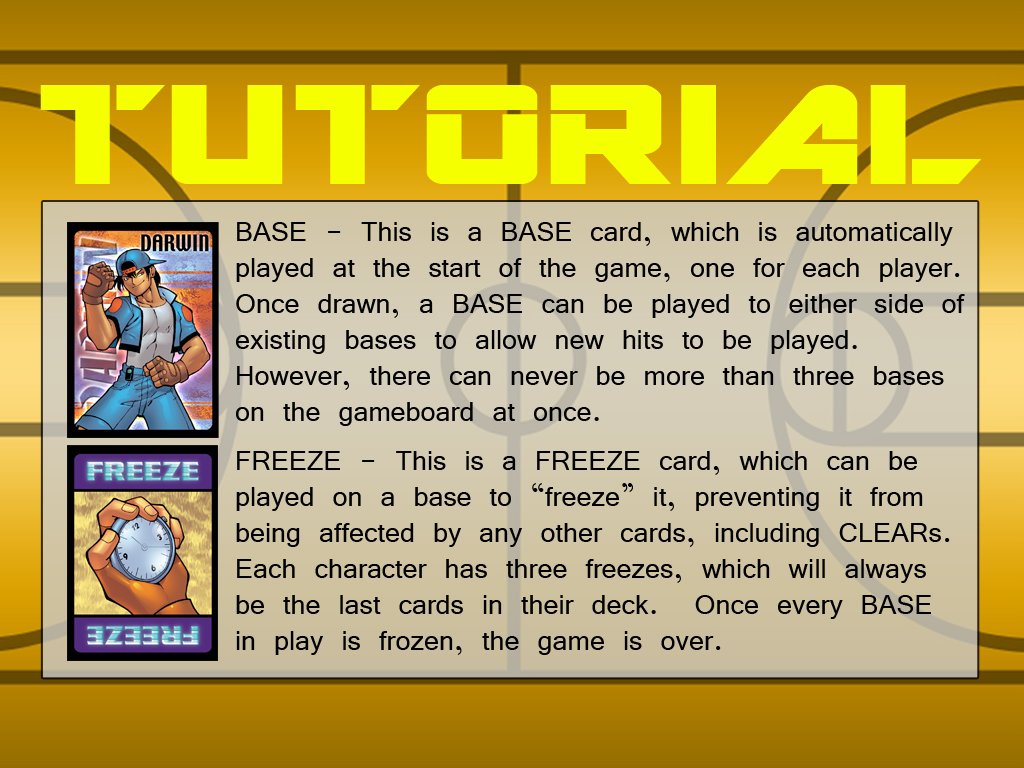 TUTORIAL
DARWIN
DARWIN
BASE - This is a BASE card, which is automatically
played at the start of the game, one for each player.
Once drawn, a BASE can be played to either side of
existing bases to allow new hits to be played.
However, there can never be more than three bases
on the gameboard at once.
FREEZE
FREEZE - This is a FREEZE card, which can be
played on a base to “freeze” it, preventing it from
being affected by any other cards, including CLEARs.
Each character has three freezes, which will always
be the last cards in their deck.  Once every BASE
in play is frozen, the game is over.
12
6
FREEZE